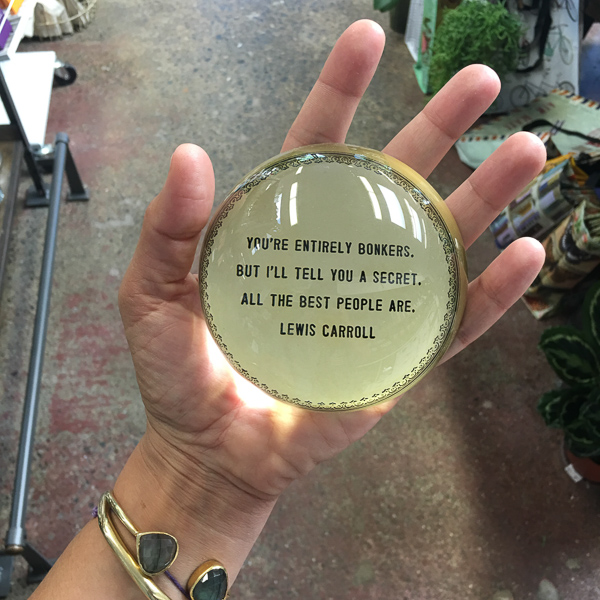 YOU'RE ENTIRELY BONKERS.
BUT I'LL TELL YOU A SECRET.
ALL THE BEST PEOPLE ARE.
LEWIS CARROLL